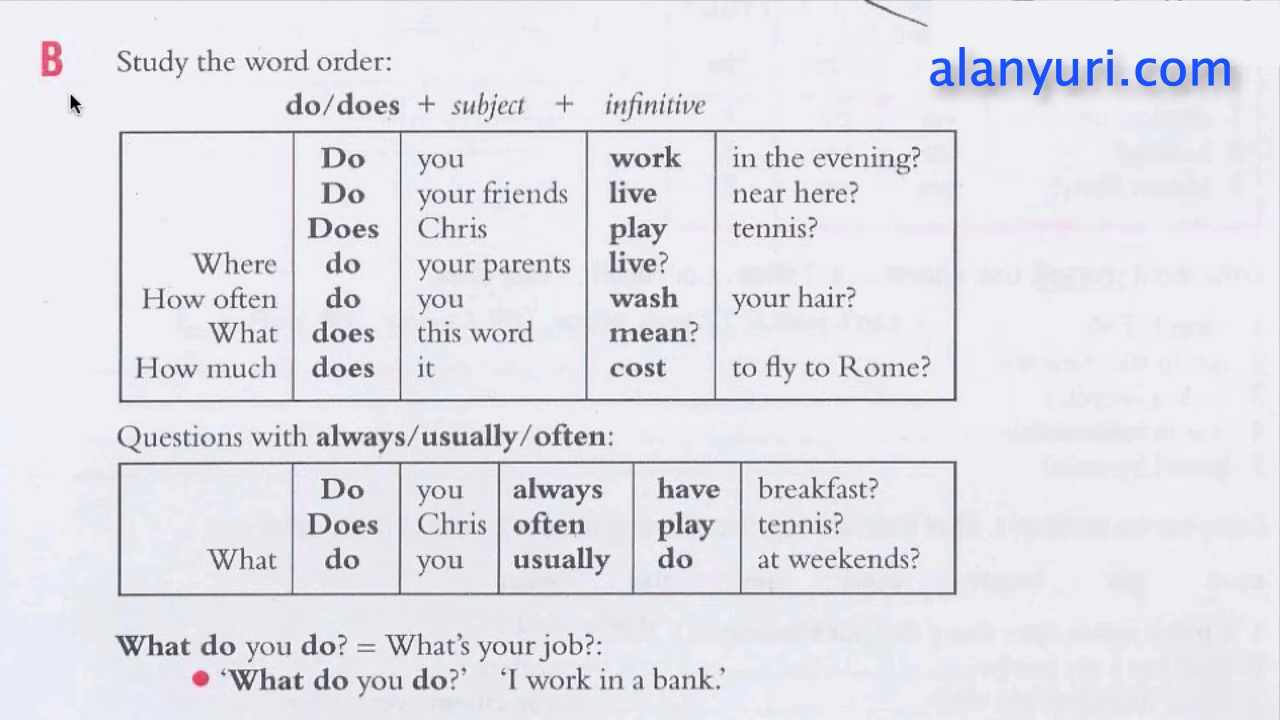 alanyuri.com
B Study the word order:
do/does + subject + infinitive
Do you work in the evening?
Do your friends live near here?
Does Chris play tennis?
Where do your parents live?
How often do you wash your hair?
What does this word mean?
How much does it cost to fly to Rome?
Questions with always/usually/often:
Do you always have breakfast?
Does Chris often play tennis?
What do you usually do at weekends?
What do you do? = What's your job?:
● ‘What do you do?’ ‘I work in a bank.’